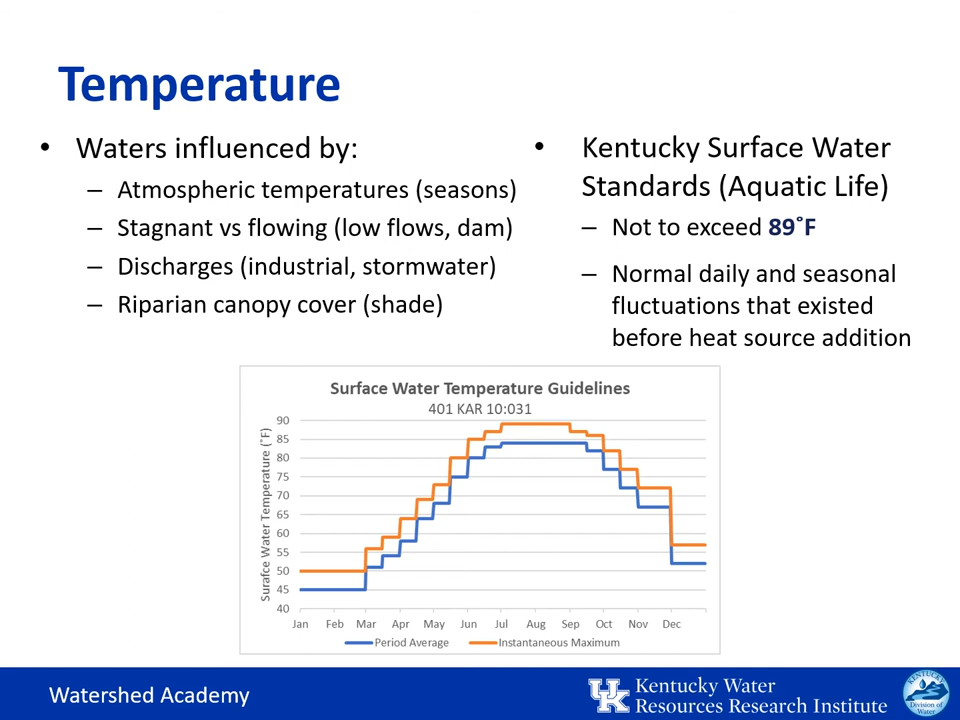 Temperature
• Waters influenced by:
– Atmospheric temperatures (seasons)
– Stagnant vs flowing (low flows, dam)
– Discharges (industrial, stormwater)
– Riparian canopy cover (shade)
• Kentucky Surface Water
Standards (Aquatic Life)
– Not to exceed 89˚F
– Normal daily and seasonal
fluctuations that existed
before heat source addition
Surface Water Temperature Guidelines
401 KAR 10:031
Surafce Water Temperature (˚F)
90
85
80
75
70
65
60
55
50
45
40
Jan Feb Mar Apr May Jun Jul Aug Sep Oct Nov Dec
Period Average Instantaneous Maximum
Watershed Academy
UK
Kentucky Water
Resources Research Institute
KENTUCKY
Division of
Water